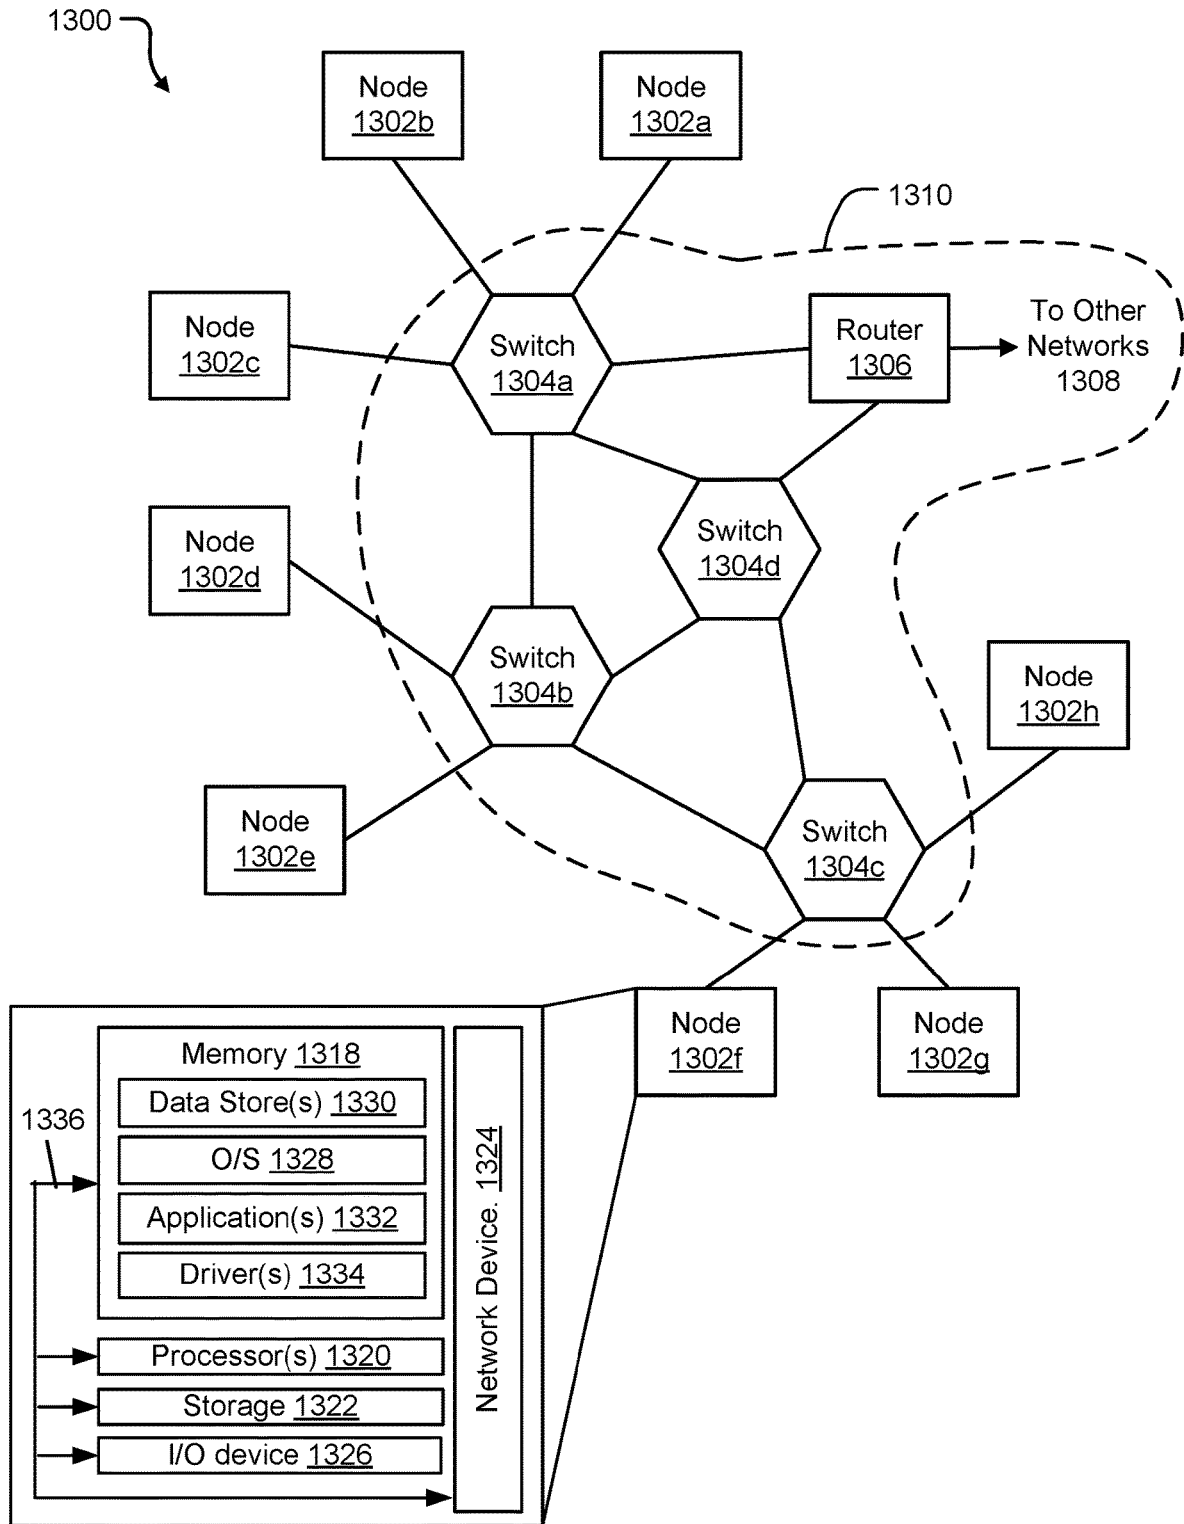 1300
Node
1302b
Node
1302a
1310
Node
1302c
Switch
1304a
Router
1306
To Other
Networks
1308
Node
1302d
Switch
1304d
Switch
1304b
Node
1302h
Node
1302e
Switch
1304c
Node
1302f
Node
1302g
Memory 1318
Data Store(s) 1330
1336
O/S 1328
Application(s) 1332
Driver(s) 1334
Processor(s) 1320
Storage 1322
I/O device 1326
Network Device. 1324